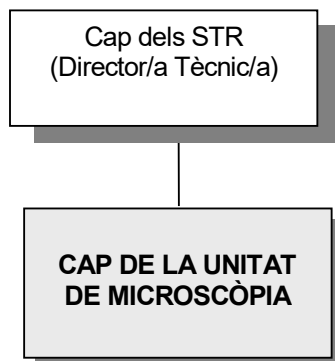 Cap dels STR
(Director/a Tècnic/a)
CAP DE LA UNITAT
DE MICROSCÒPIA